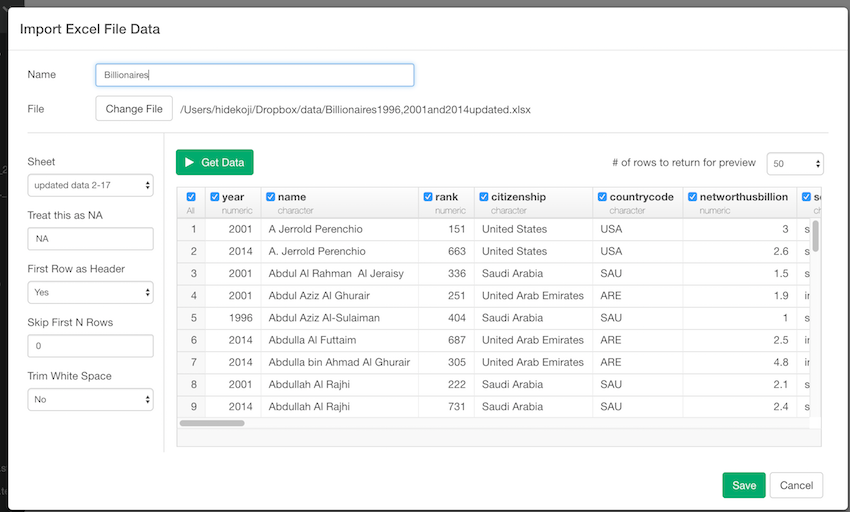 Import Excel File Data
Name Billionaires
File Change File /Users/hidekoji/Dropbox/data/Billionaires1996,2001and2014updated.xlsx
Sheet
updated data 2-17
Treat this as NA
NA
First Row as Header
Yes
Skip First N Rows
0
Trim White Space
No
Get Data # of rows to return for preview 50
All year numeric name character rank numeric citizenship character countrycode character networthusbillion numeric
1 2001 A Jerrold Perenchio 151 United States USA 3 s
2 2014 A. Jerrold Perenchio 663 United States USA 2.6 s
3 2001 Abdul Al Rahman Al Jeraisy 336 Saudi Arabia SAU 1.5 s
4 2001 Abdul Aziz Al Ghurair 251 United Arab Emirates ARE 1.9 ir
5 1996 Abdul Aziz Al-Sulaiman 404 Saudi Arabia SAU 1 s
6 2014 Abdulla Al Futtaim 687 United Arab Emirates ARE 2.5 ir
7 2014 Abdulla bin Ahmad Al Ghurair 305 United Arab Emirates ARE 4.8 ir
8 2001 Abdullah Al Rajhi 222 Saudi Arabia SAU 2.1 s
9 2014 Abdullah Al Rajhi 731 Saudi Arabia SAU 2.4 s
Save Cancel